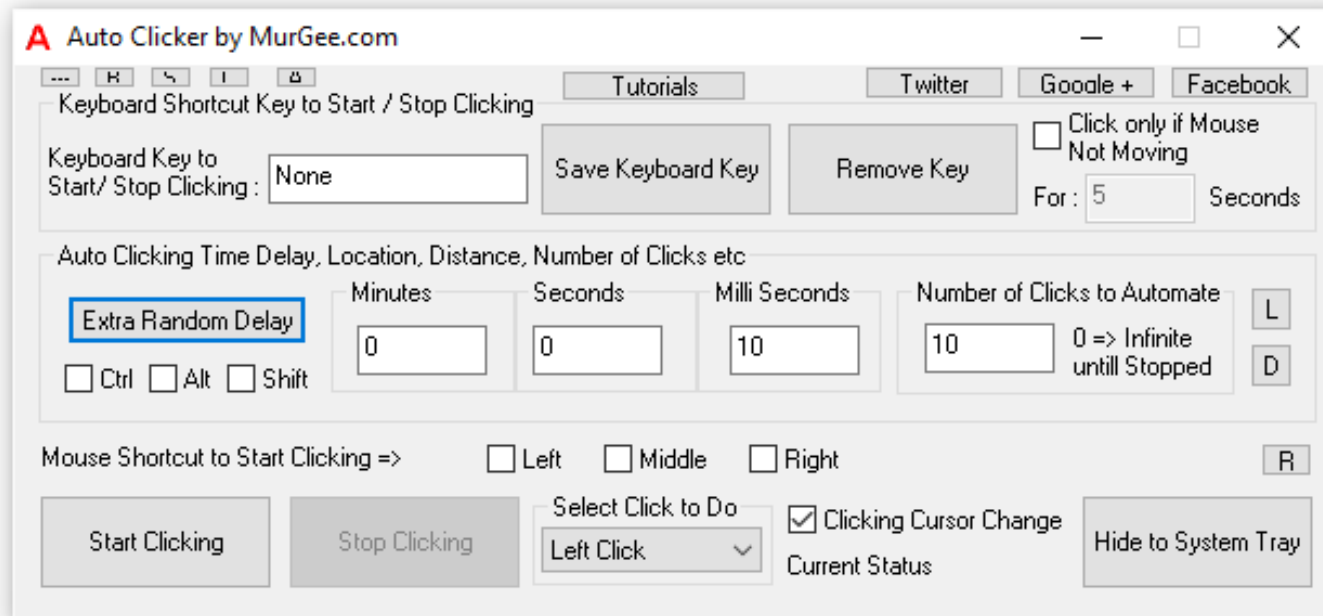 A Auto Clicker by MurGee.com
---
Tutorials Twitter Google + Facebook
Keyboard Shortcut Key to Start / Stop Clicking
Keyboard Key to
Start/ Stop Clicking :
None
Save Keyboard Key
Remove Key
Click only if Mouse
Not Moving
For : 5 Seconds
Auto Clicking Time Delay, Location, Distance, Number of Clicks etc
Extra Random Delay
Ctrl Alt Shift
Minutes
0
Seconds
0
Milli Seconds
10
Number of Clicks to Automate
10
0 => Infinite
untill Stopped
L
D
Mouse Shortcut to Start Clicking => Left Middle Right
R
Start Clicking
Stop Clicking
Select Click to Do
Left Click
Clicking Cursor Change
Current Status
Hide to System Tray